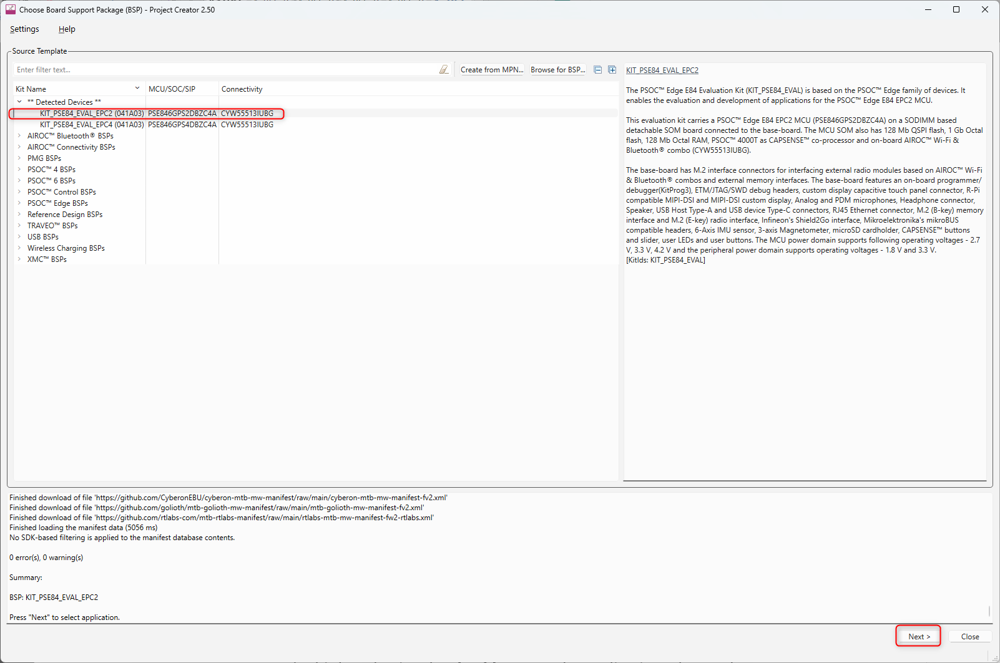 Choose Board Support Package (BSP) - Project Creator 2.50
Settings Help
Source Template
Enter filter text...
Create from MPN... Browse for BSP...
Kit Name MCU/SOC/SIP Connectivity
** Detected Devices **
KIT_PSE84_EVAL_EPC2 (041A03) PSE846GPS2DBZC4A CYW55513IUBG
KIT_PSE84_EVAL_EPC4 (041A03) PSE846GPS4DBZC4A CYW55513IUBG
AIROC™ Bluetooth® BSPs
AIROC™ Connectivity BSPs
PMG BSPs
PSOC™ 4 BSPs
PSOC™ 6 BSPs
PSOC™ Control BSPs
PSOC™ Edge BSPs
Reference Design BSPs
TRAVEO™ BSPs
USB BSPs
Wireless Charging BSPs
XMC™ BSPs
KIT_PSE84_EVAL_EPC2
The PSOC™ Edge E84 Evaluation Kit (KIT_PSE84_EVAL) is based on the PSOC™ Edge family of devices. It
enables the evaluation and development of applications for the PSOC™ Edge E84 EPC2 MCU.
This evaluation kit carries a PSOC™ Edge E84 EPC2 MCU (PSE846GPS2DBZC4A) on a SODIMM based
detachable SOM board connected to the base-board. The MCU SOM also has 128 Mb QSPI flash, 1 Gb Octal
flash, 128 Mb Octal RAM, PSOC™ 4000T as CAPSENSE™ co-processor and on-board AIROC™ Wi-Fi &
Bluetooth® combo (CYW55513IUBG).
The base-board has M.2 interface connectors for interfacing external radio modules based on AIROC™ Wi-Fi
& Bluetooth® combos and external memory interfaces. The base-board features an on-board programmer/
debugger(KitProg3), ETM/JTAG/SWD debug headers, custom display capacitive touch panel connector, R-Pi
compatible MIPI-DSI and MIPI-DSI custom display, Analog and PDM microphones, Headphone connector,
Speaker, USB Host Type-A and USB device Type-C connectors, RJ45 Ethernet connector, M.2 (B-key) memory
interface and M.2 (E-key) radio interface, Infineon's Shield2Go interface, Mikroelektronika's mikroBUS
compatible headers, 6-Axis IMU sensor, 3-axis Magnetometer, microSD cardholder, CAPSENSE™ buttons
and slider, user LEDs and user buttons. The MCU power domain supports following operating voltages - 2.7
V, 3.3 V, 4.2 V and the peripheral power domain supports operating voltages - 1.8 V and 3.3 V.
[KitIds: KIT_PSE84_EVAL]
Finished download of file 'https://github.com/CyberonEBU/cyberon-mtb-mw-manifest/raw/main/cyberon-mtb-mw-manifest-fv2.xml'
Finished download of file 'https://github.com/golioth/mtb-golioth-mw-manifest/raw/main/mtb-golioth-mw-manifest-fv2.xml'
Finished download of file 'https://github.com/rtlabs-com/mtb-rtlabs-manifest/raw/main/rtlabs-mtb-mw-manifest-fw2-rtlabs.xml'
Finished loading the manifest data (5056 ms)
No SDK-based filtering is applied to the manifest database contents.
0 error(s), 0 warning(s)
Summary:
BSP: KIT_PSE84_EVAL_EPC2
Press "Next" to select application.
Next > Close